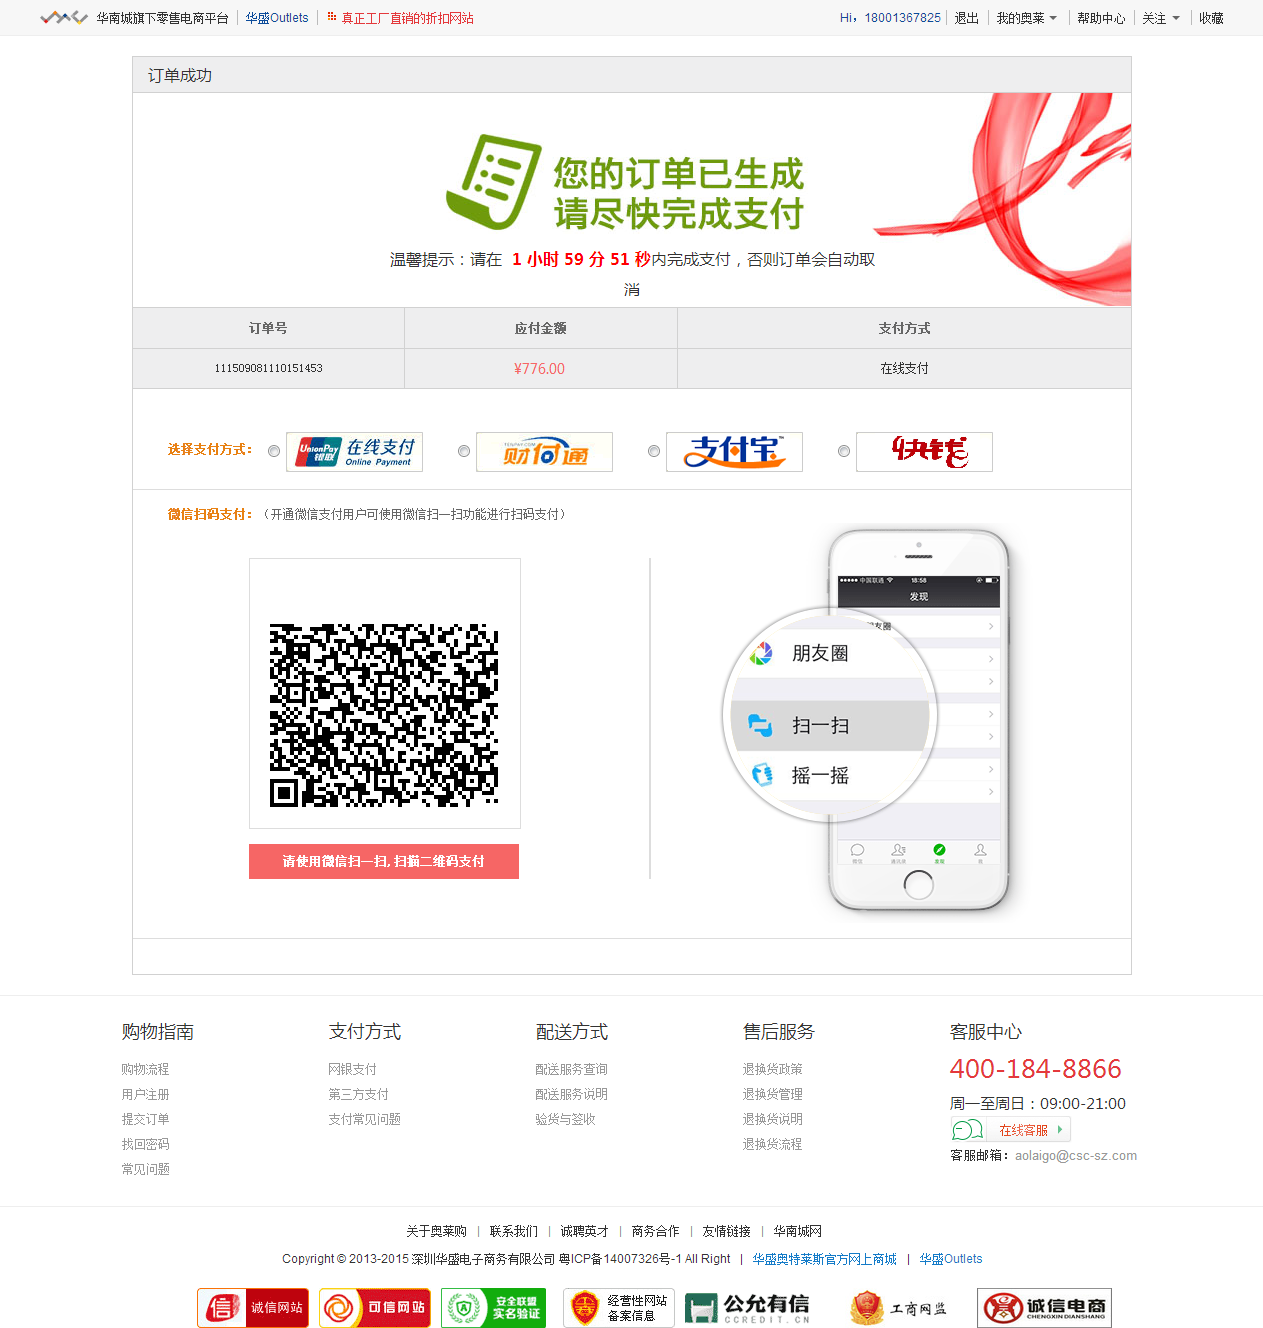 华南城旗下零售电商平台 华盛Outlets 真正工厂直销的折扣网站 Hi，18001367825 退出 我的奥莱 帮助中心 关注 收藏
订单成功
您的订单已生成
请尽快完成支付
温馨提示：请在 1 小时 59 分 51 秒内完成支付，否则订单会自动取
消
订单号 应付金额 支付方式
111509081110151453 ¥776.00 在线支付
选择支付方式： UnionPay 银联 在线支付 Online Payment TENPAY.COM 财付通 支付宝 快钱
微信扫码支付：（开通微信支付用户可使用微信扫一扫功能进行扫码支付）
中国联通 18:58
发现
朋友圈
朋友圈
扫一扫
摇一摇
请使用微信扫一扫, 扫描二维码支付
购物指南 支付方式 配送方式 售后服务 客服中心
购物流程 网银支付 配送服务查询 退换货政策 400-184-8866
用户注册 第三方支付 配送服务说明 退换货管理 周一至周日：09:00-21:00
提交订单 支付常见问题 验货与签收 退换货说明 在线客服
找回密码 退换货流程 客服邮箱：aolaigo@csc-sz.com
常见问题
关于奥莱购 | 联系我们 | 诚聘英才 | 商务合作 | 友情链接 | 华南城网
Copyright © 2013-2015 深圳华盛电子商务有限公司 粤ICP备14007326号-1 All Right | 华盛奥特莱斯官方网上商城 | 华盛Outlets
信 诚信网站 可信网站 安全联盟 实名验证 经营性网站 备案信息 公允有信 CCREDIT.CN 工商网监 诚信电商 CHENGXIN DIANSHANG